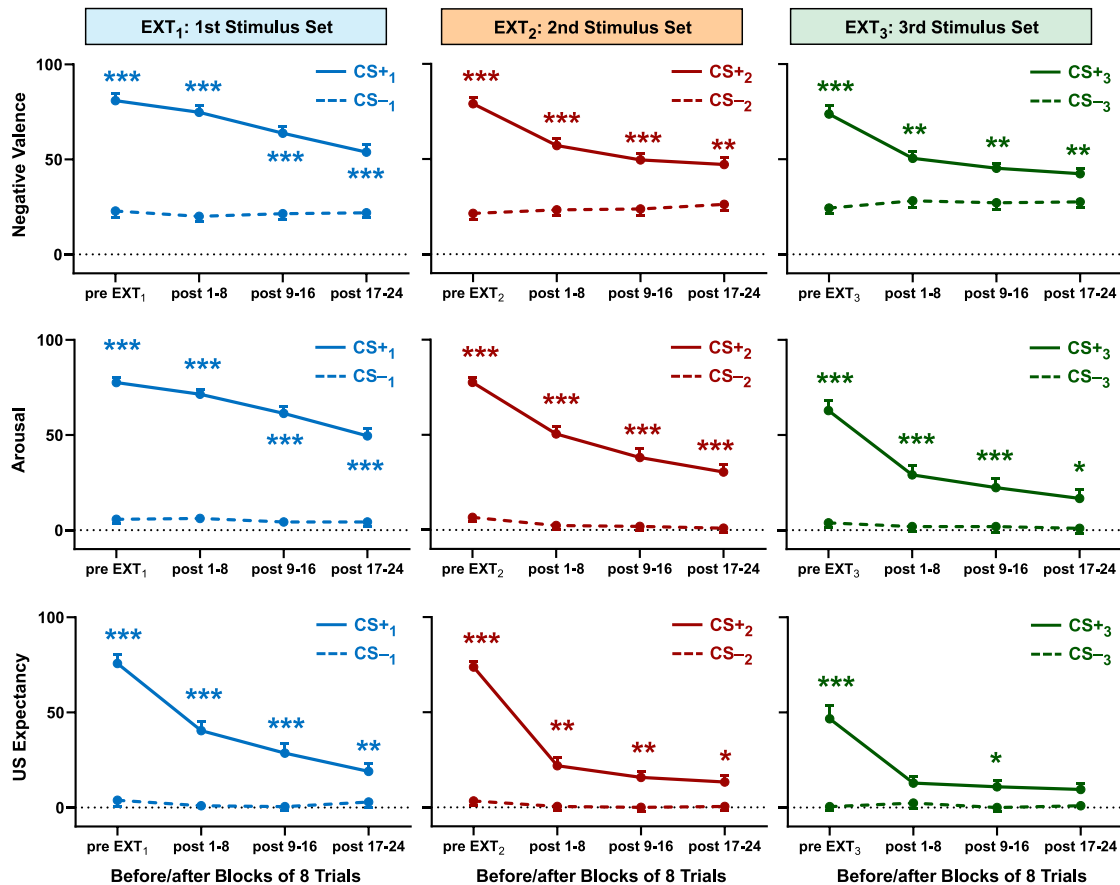 EXT1: 1st Stimulus Set
EXT2: 2nd Stimulus Set
EXT3: 3rd Stimulus Set
Negative Valence
100
50
0
CS+1
CS−1
*** *** *** ***
pre EXT1 post 1-8 post 9-16 post 17-24
CS+2
CS−2
*** *** *** **
pre EXT2 post 1-8 post 9-16 post 17-24
CS+3
CS−3
*** ** ** **
pre EXT3 post 1-8 post 9-16 post 17-24
Arousal
100
50
0
CS+1
CS−1
*** *** *** ***
pre EXT1 post 1-8 post 9-16 post 17-24
CS+2
CS−2
*** *** *** ***
pre EXT2 post 1-8 post 9-16 post 17-24
CS+3
CS−3
*** *** *** *
pre EXT3 post 1-8 post 9-16 post 17-24
US Expectancy
100
50
0
CS+1
CS−1
*** *** *** **
pre EXT1 post 1-8 post 9-16 post 17-24
CS+2
CS−2
*** ** ** *
pre EXT2 post 1-8 post 9-16 post 17-24
CS+3
CS−3
*** *
pre EXT3 post 1-8 post 9-16 post 17-24
Before/after Blocks of 8 Trials
Before/after Blocks of 8 Trials
Before/after Blocks of 8 Trials